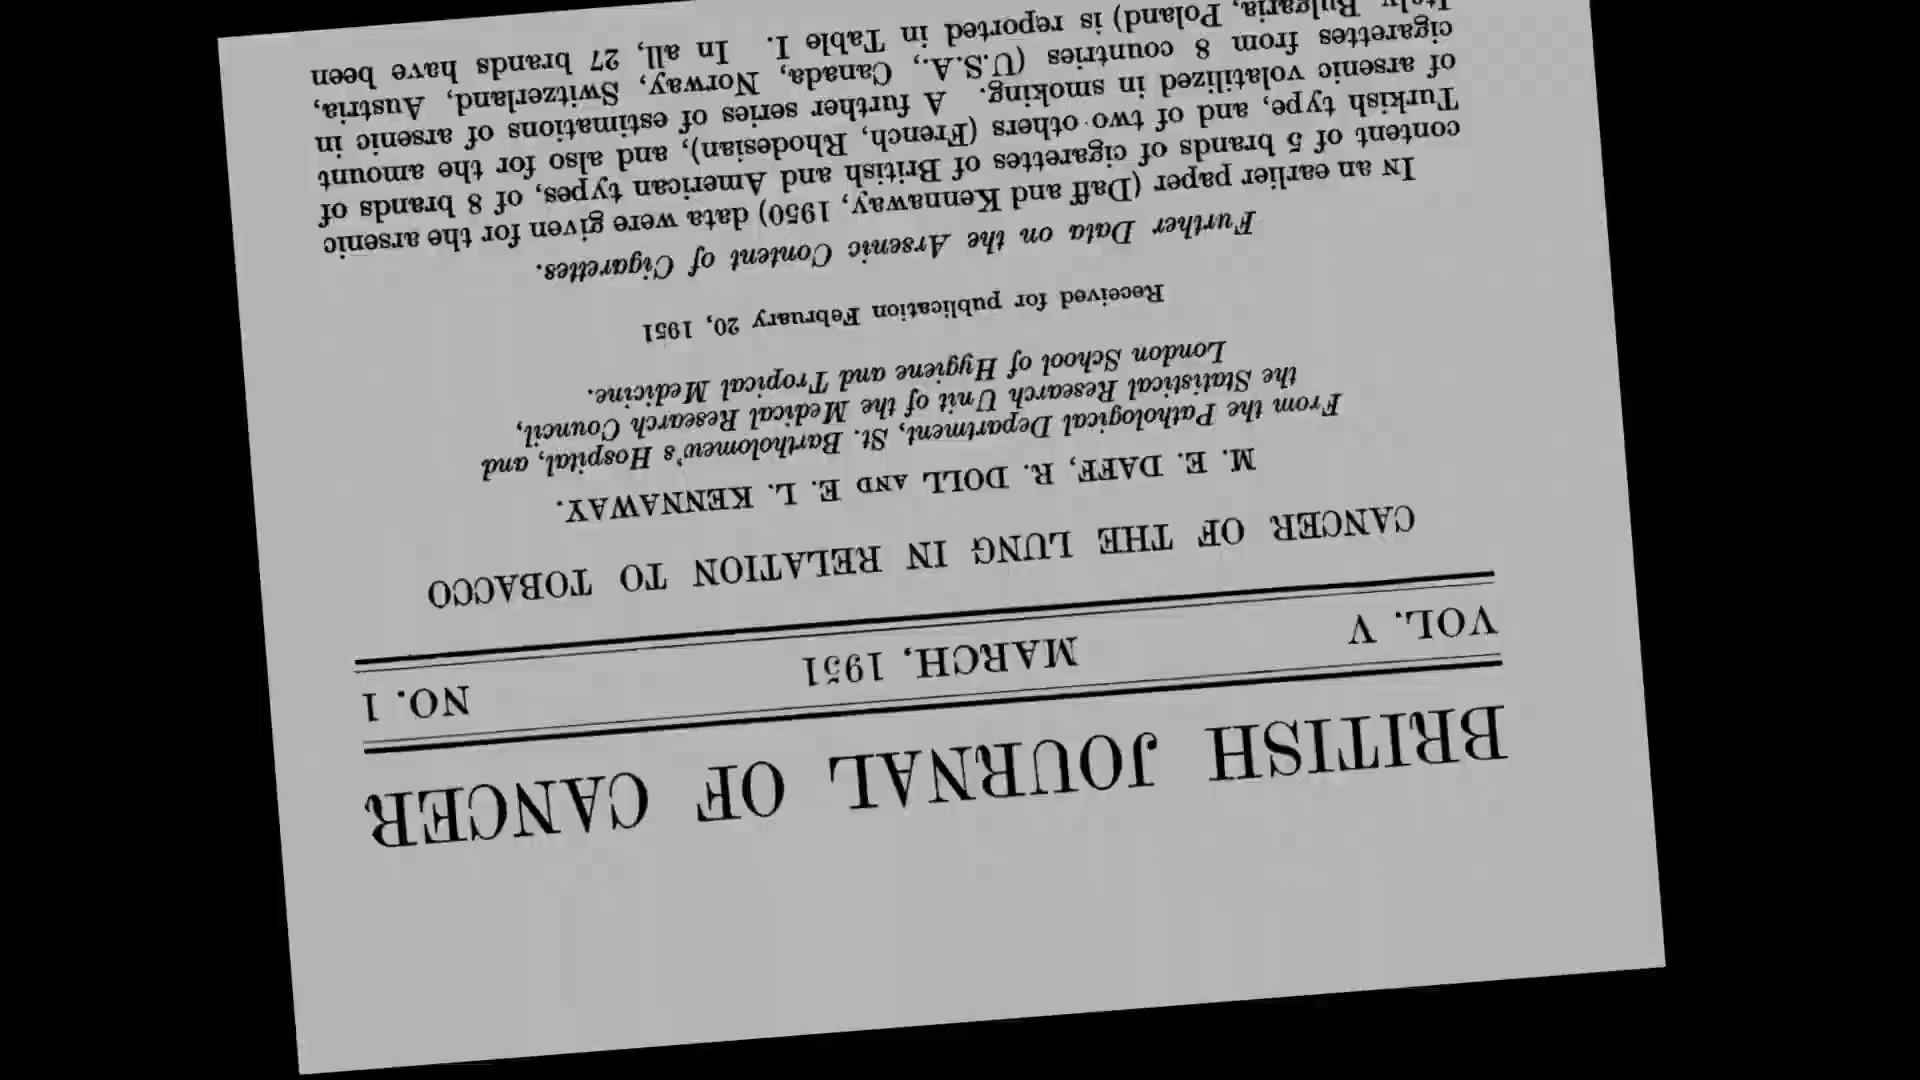 BRITISH JOURNAL OF CANCER
VOL. V MARCH, 1951 NO. 1
CANCER OF THE LUNG IN RELATION TO TOBACCO
M. E. DAFF, R. DOLL AND E. L. KENNAWAY.
From the Pathological Department, St. Bartholomew's Hospital, and
the Statistical Research Unit of the Medical Research Council,
London School of Hygiene and Tropical Medicine.
Received for publication February 20, 1951
Further Data on the Arsenic Content of Cigarettes.
IN an earlier paper (Daff and Kennaway, 1950) data were given for the arsenic
content of 5 brands of cigarettes of British and American types, of 8 brands of
Turkish type, and of two others (French, Rhodesian), and also for the amount
of arsenic volatilized in smoking. A further series of estimations of arsenic in
cigarettes from 8 countries (U.S.A., Canada, Norway, Switzerland, Austria,
Italy, Bulgaria, Poland) is reported in Table I. In all, 27 brands have been